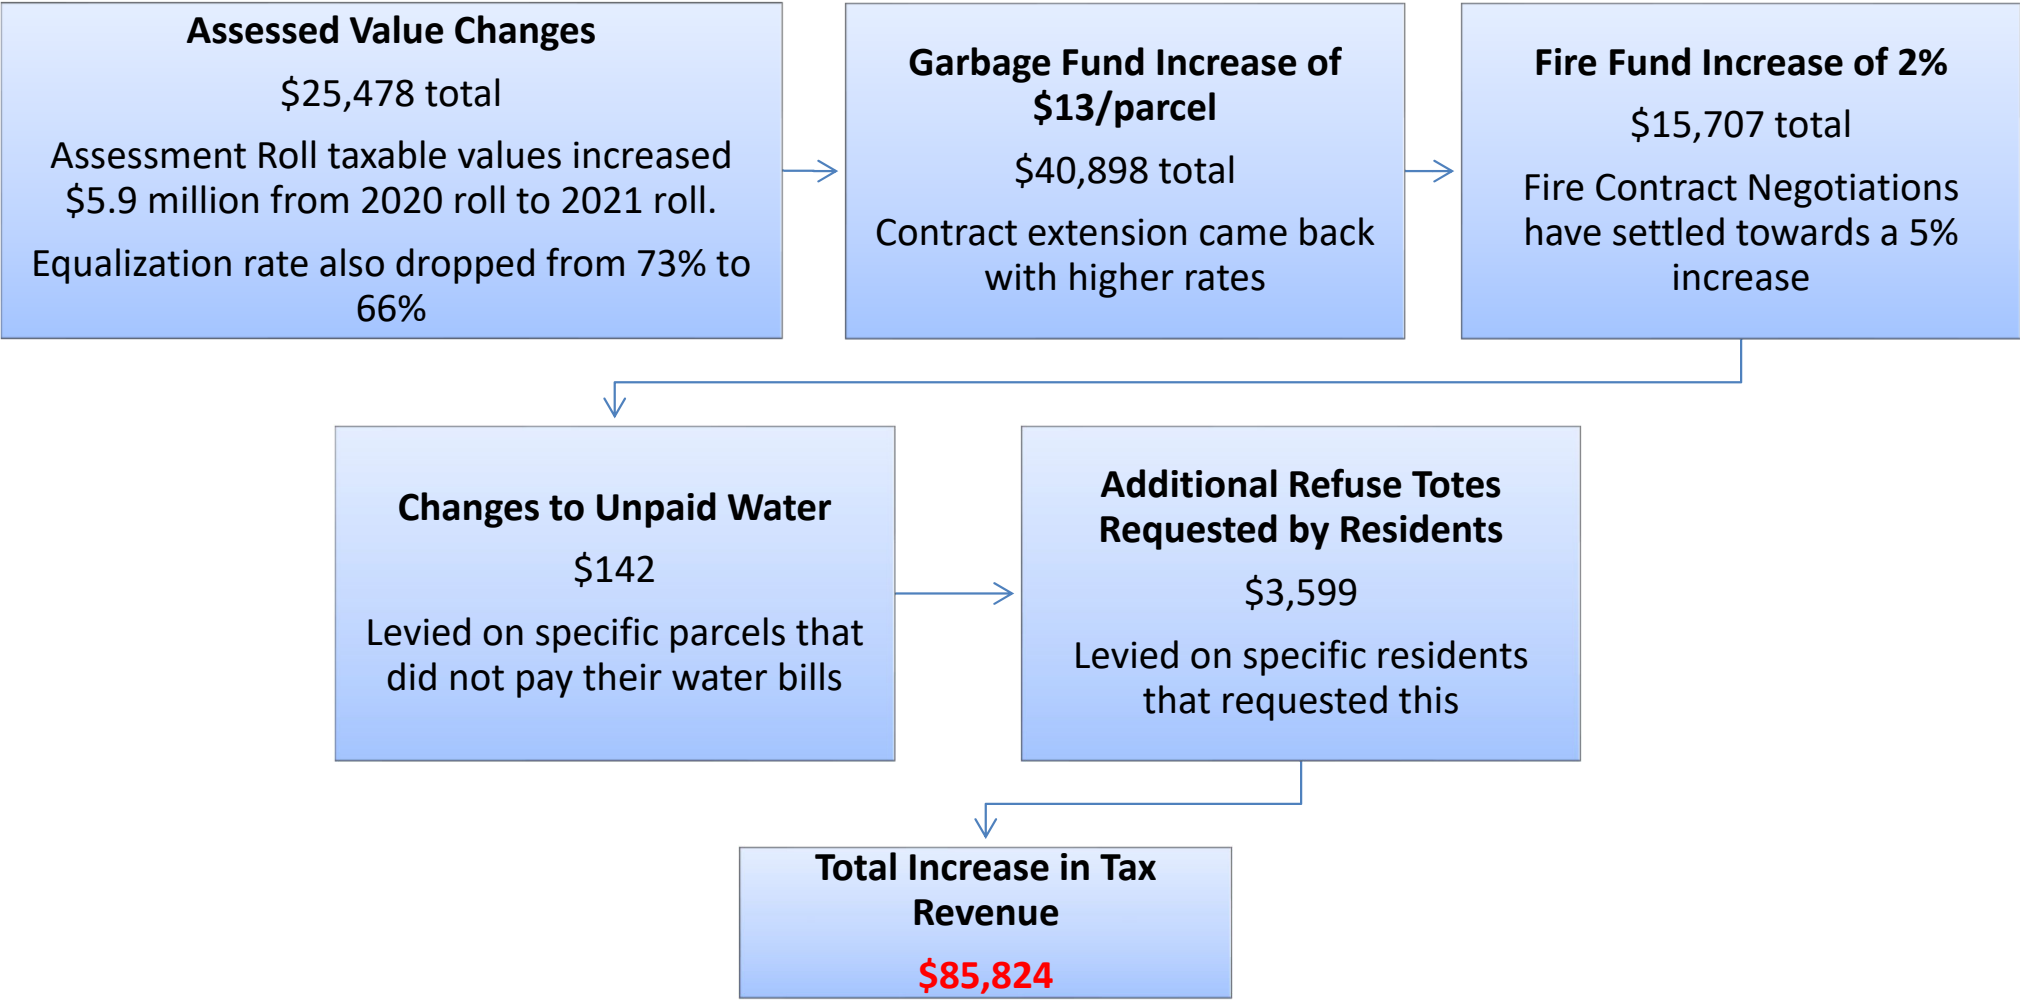 Assessed Value Changes
$25,478 total
Assessment Roll taxable values increased
$5.9 million from 2020 roll to 2021 roll.
Equalization rate also dropped from 73% to
66%
Garbage Fund Increase of
$13/parcel
$40,898 total
Contract extension came back
with higher rates
Fire Fund Increase of 2%
$15,707 total
Fire Contract Negotiations
have settled towards a 5%
increase
Changes to Unpaid Water
$142
Levied on specific parcels that
did not pay their water bills
Additional Refuse Totes
Requested by Residents
$3,599
Levied on specific residents
that requested this
Total Increase in Tax
Revenue
$85,824